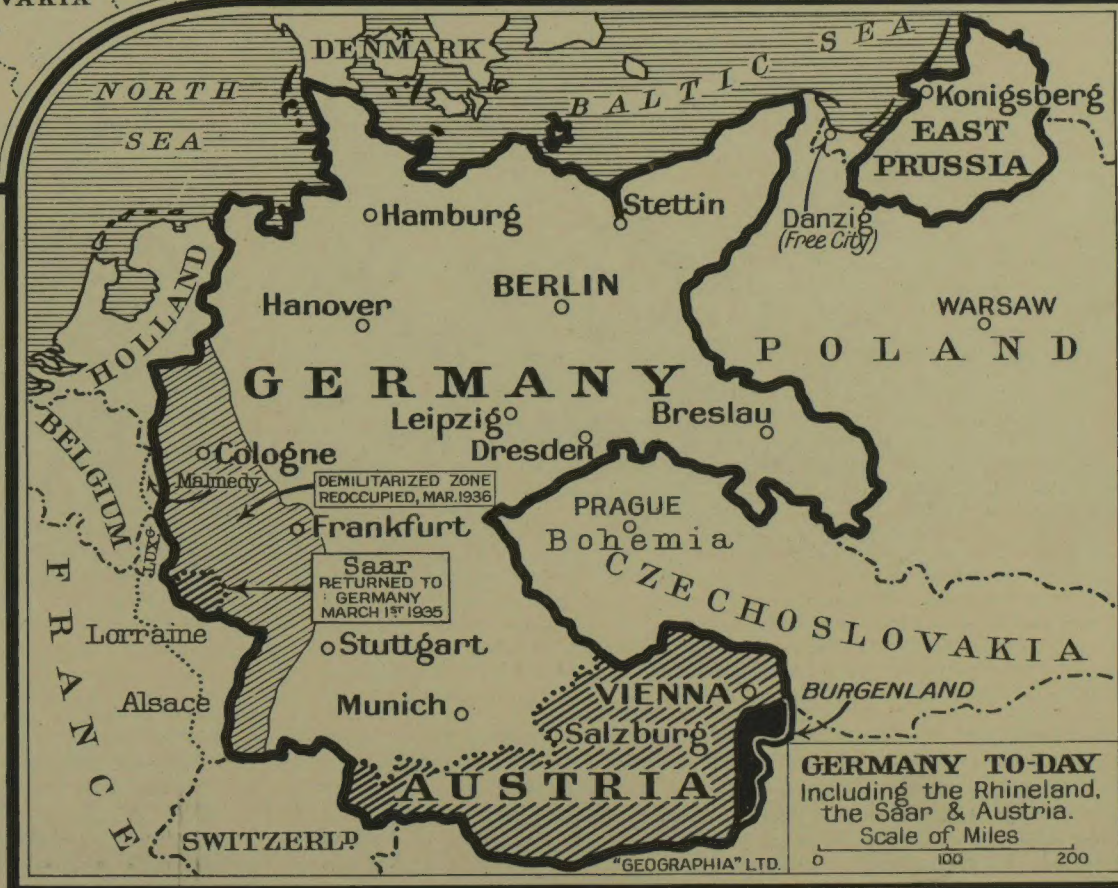 VAKIA
DENMARK
NORTH
SEA
BALTIC SEA
Konigsberg
EAST
PRUSSIA
Hamburg
Stettin
Danzig
(Free City)
HOLLAND
Hanover
BERLIN
WARSAW
POLAND
GERMANY
Leipzig
Breslau
Dresden
BELGIUM
Cologne
Malmedy
DEMILITARIZED ZONE
REOCCUPIED, MAR.1936
PRAGUE
Frankfurt
Bohemia
LUXG
Saar
RETURNED TO
GERMANY
MARCH 1ST 1935
CZECHOSLOVAKIA
FRANCE
Lorraine
Stuttgart
Alsace
Munich
VIENNA
BURGENLAND
Salzburg
AUSTRIA
SWITZERLD.
GERMANY TO-DAY
Including the Rhineland,
the Saar & Austria.
Scale of Miles
0 100 200
"GEOGRAPHIA" LTD.